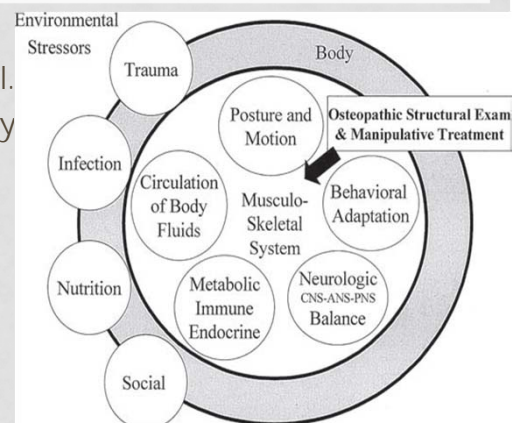 Environmental
Stressors
l.
y
Body
Trauma
Infection
Nutrition
Social
Posture and
Motion
Osteopathic Structural Exam
& Manipulative Treatment
Circulation
of Body
Fluids
Musculo-
Skeletal
System
Behavioral
Adaptation
Metabolic
Immune
Endocrine
Neurologic
CNS-ANS-PNS
Balance